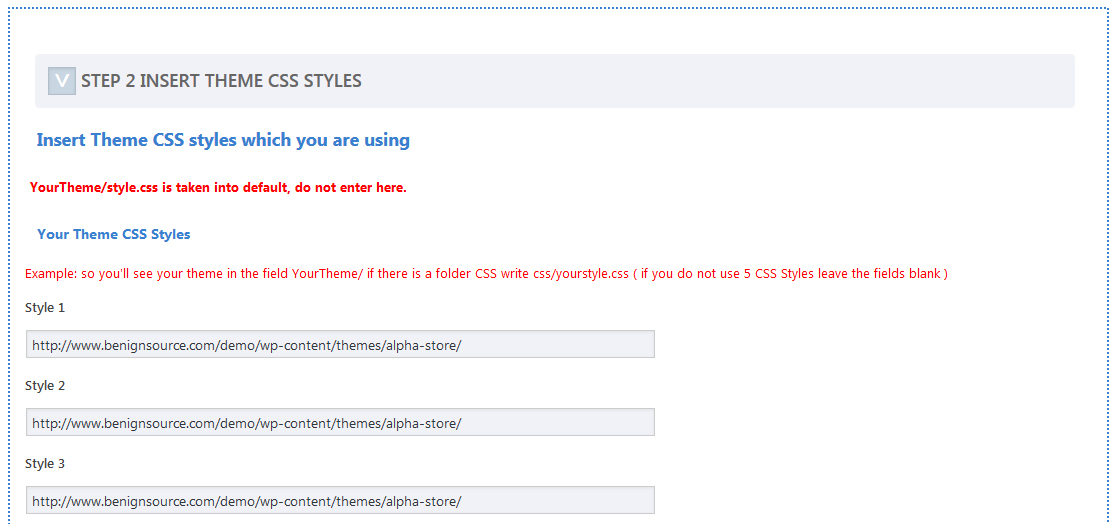 V STEP 2 INSERT THEME CSS STYLES
Insert Theme CSS styles which you are using
YourTheme/style.css is taken into default, do not enter here.
Your Theme CSS Styles
Example: so you'll see your theme in the field YourTheme/ if there is a folder CSS write css/yourstyle.css ( if you do not use 5 CSS Styles leave the fields blank )
Style 1
http://www.benignsource.com/demo/wp-content/themes/alpha-store/
Style 2
http://www.benignsource.com/demo/wp-content/themes/alpha-store/
Style 3
http://www.benignsource.com/demo/wp-content/themes/alpha-store/